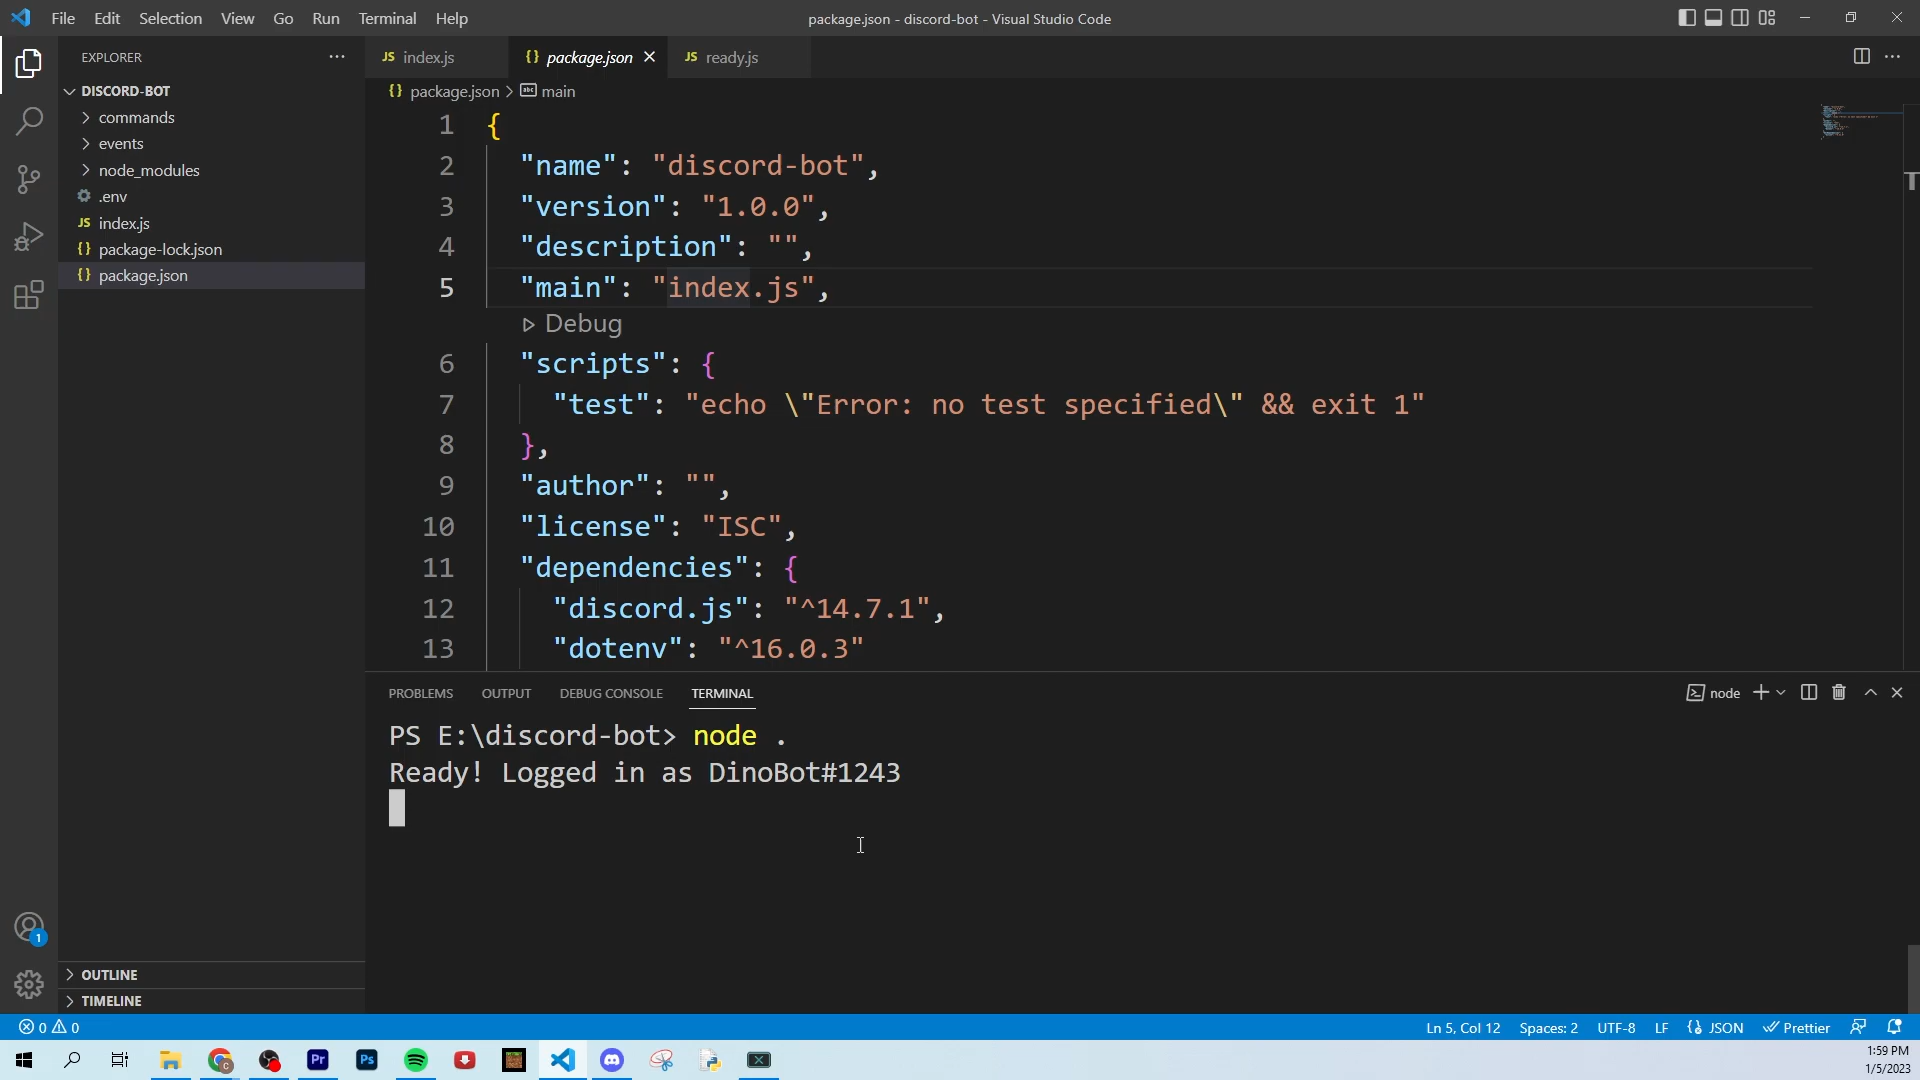 File Edit Selection View Go Run Terminal Help
package.json - discord-bot - Visual Studio Code
EXPLORER
DISCORD-BOT
commands
events
node_modules
.env
JS index.js
{} package-lock.json
{} package.json
OUTLINE
TIMELINE
JS index.js {} package.json JS ready.js
{} package.json > abc main
1 {
2 "name": "discord-bot",
3 "version": "1.0.0",
4 "description": "",
5 "main": "index.js",
Debug
6 "scripts": {
7 "test": "echo \"Error: no test specified\" && exit 1"
8 },
9 "author": "",
10 "license": "ISC",
11 "dependencies": {
12 "discord.js": "^14.7.1",
13 "dotenv": "^16.0.3"
PROBLEMS OUTPUT DEBUG CONSOLE TERMINAL
node
PS E:\discord-bot> node .
Ready! Logged in as DinoBot#1243
1
0 0
Ln 5, Col 12 Spaces: 2 UTF-8 LF {} JSON Prettier
Pr Ps
1:59 PM
1/5/2023